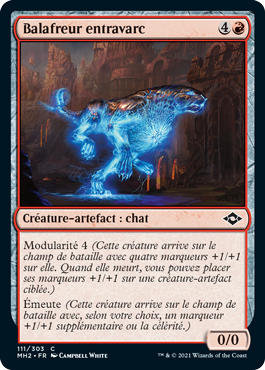 Balafreur entravarc 4
Créature-artefact : chat
Modularité 4 (Cette créature arrive sur le
champ de bataille avec quatre marqueurs +1/+1
sur elle. Quand elle meurt, vous pouvez placer
ses marqueurs +1/+1 sur une créature-artefact
ciblée.)
Émeute (Cette créature arrive sur le champ
de bataille avec, selon votre choix, un
marqueur +1/+1 supplémentaire ou la célérité.)
0/0
111/303 C
MH2 • FR Campbell White
™ & © 2021 Wizards of the Coast